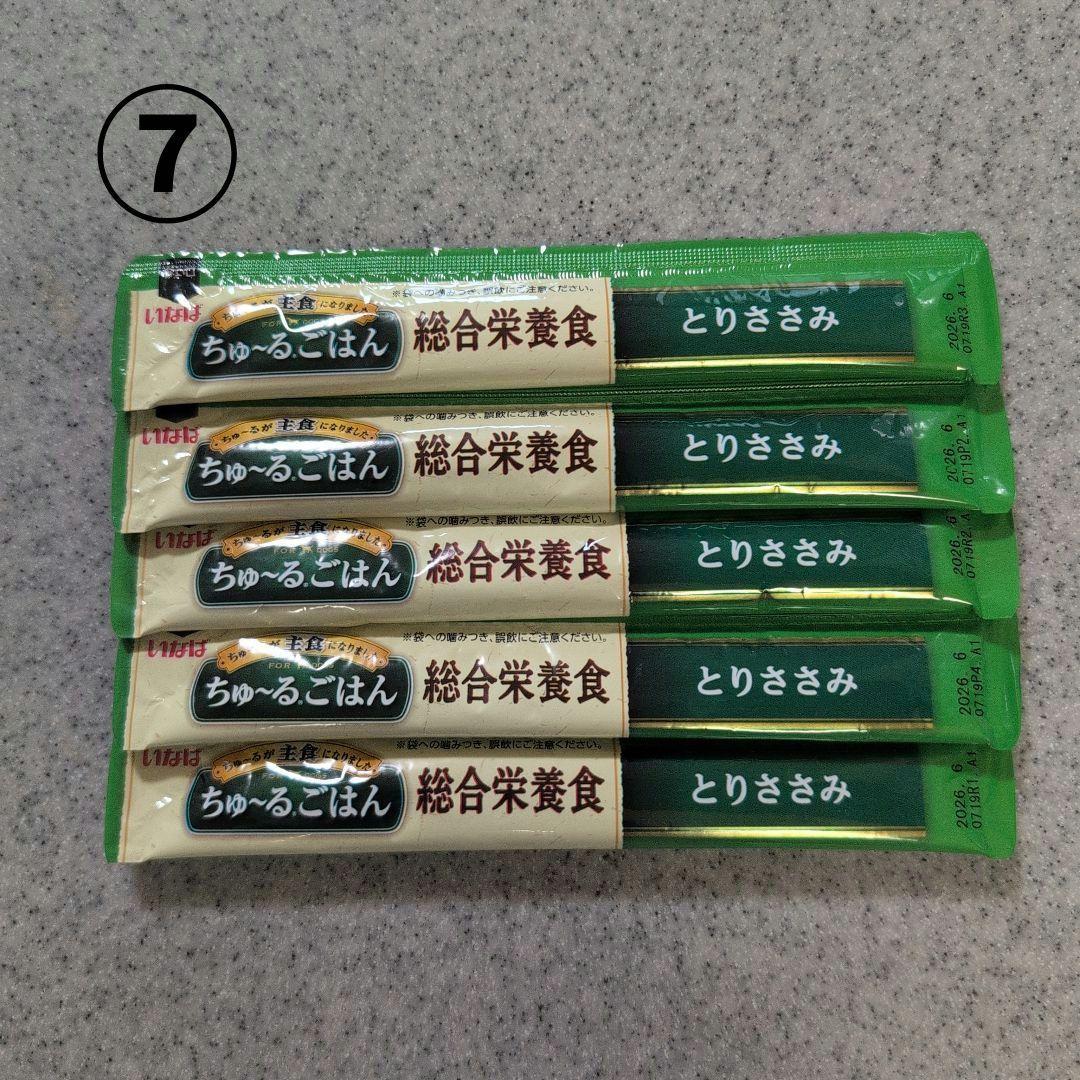 ⑦
いなば
ちゅ～るが主食になりました
FOR DOGS
ちゅ～る®ごはん
※袋への噛みつき、誤飲にご注意ください。
総合栄養食
とりささみ
2026. 6
0719R3 A1
いなば
ちゅ～るが主食になりました
ちゅ～る®ごはん
※袋への噛みつき、誤飲にご注意ください。
総合栄養食
とりささみ
2026. 6
0719P2 A1
いなば
ちゅ～るが主食になりました
FOR DOGS
ちゅ～る®ごはん
※袋への噛みつき、誤飲にご注意ください。
総合栄養食
とりささみ
2026. 6
0719R2 A1
いなば
ちゅ～るが主食になりました
FOR DOGS
ちゅ～る®ごはん
※袋への噛みつき、誤飲にご注意ください。
総合栄養食
とりささみ
2026. 6
0719P4 A1
いなば
ちゅ～るが主食になりました
ちゅ～る®ごはん
※袋への噛みつき、誤飲にご注意ください。
総合栄養食
とりささみ
2026. 6
0719R1 A1